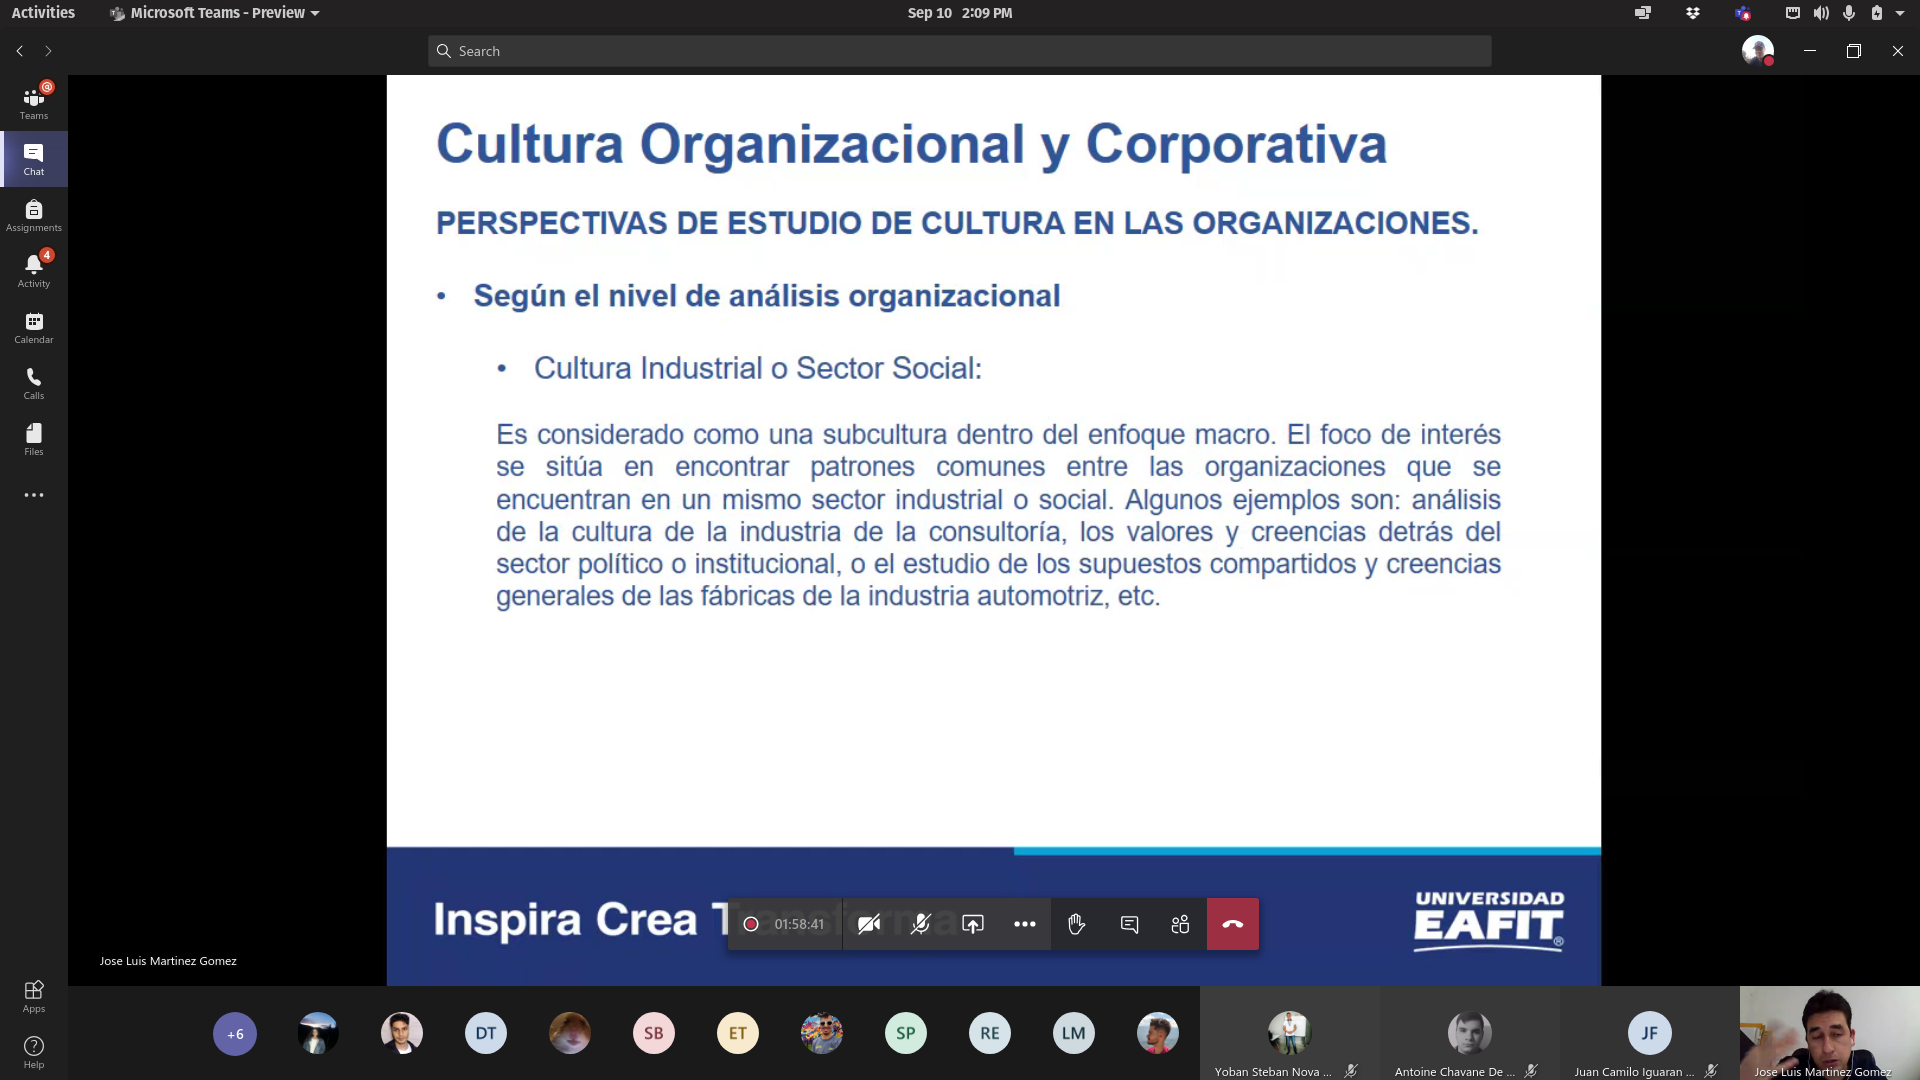 Activities
Microsoft Teams - Preview
Sep 10 2:09 PM
Search
Teams
Chat
Assignments
4
Activity
Calendar
Calls
Files
Apps
Help
Cultura Organizacional y Corporativa
PERSPECTIVAS DE ESTUDIO DE CULTURA EN LAS ORGANIZACIONES.
• Según el nivel de análisis organizacional
• Cultura Industrial o Sector Social:
Es considerado como una subcultura dentro del enfoque macro. El foco de interés
se sitúa en encontrar patrones comunes entre las organizaciones que se
encuentran en un mismo sector industrial o social. Algunos ejemplos son: análisis
de la cultura de la industria de la consultoría, los valores y creencias detrás del
sector político o institucional, o el estudio de los supuestos compartidos y creencias
generales de las fábricas de la industria automotriz, etc.
Inspira Crea Transforma
01:58:41
UNIVERSIDAD
EAFIT®
Jose Luis Martinez Gomez
+6
DT
SB
ET
SP
RE
LM
JF
Yoban Steban Nova ...
Antoine Chavane De ...
Juan Camilo Iguaran ...
Jose Luis Martinez Gomez